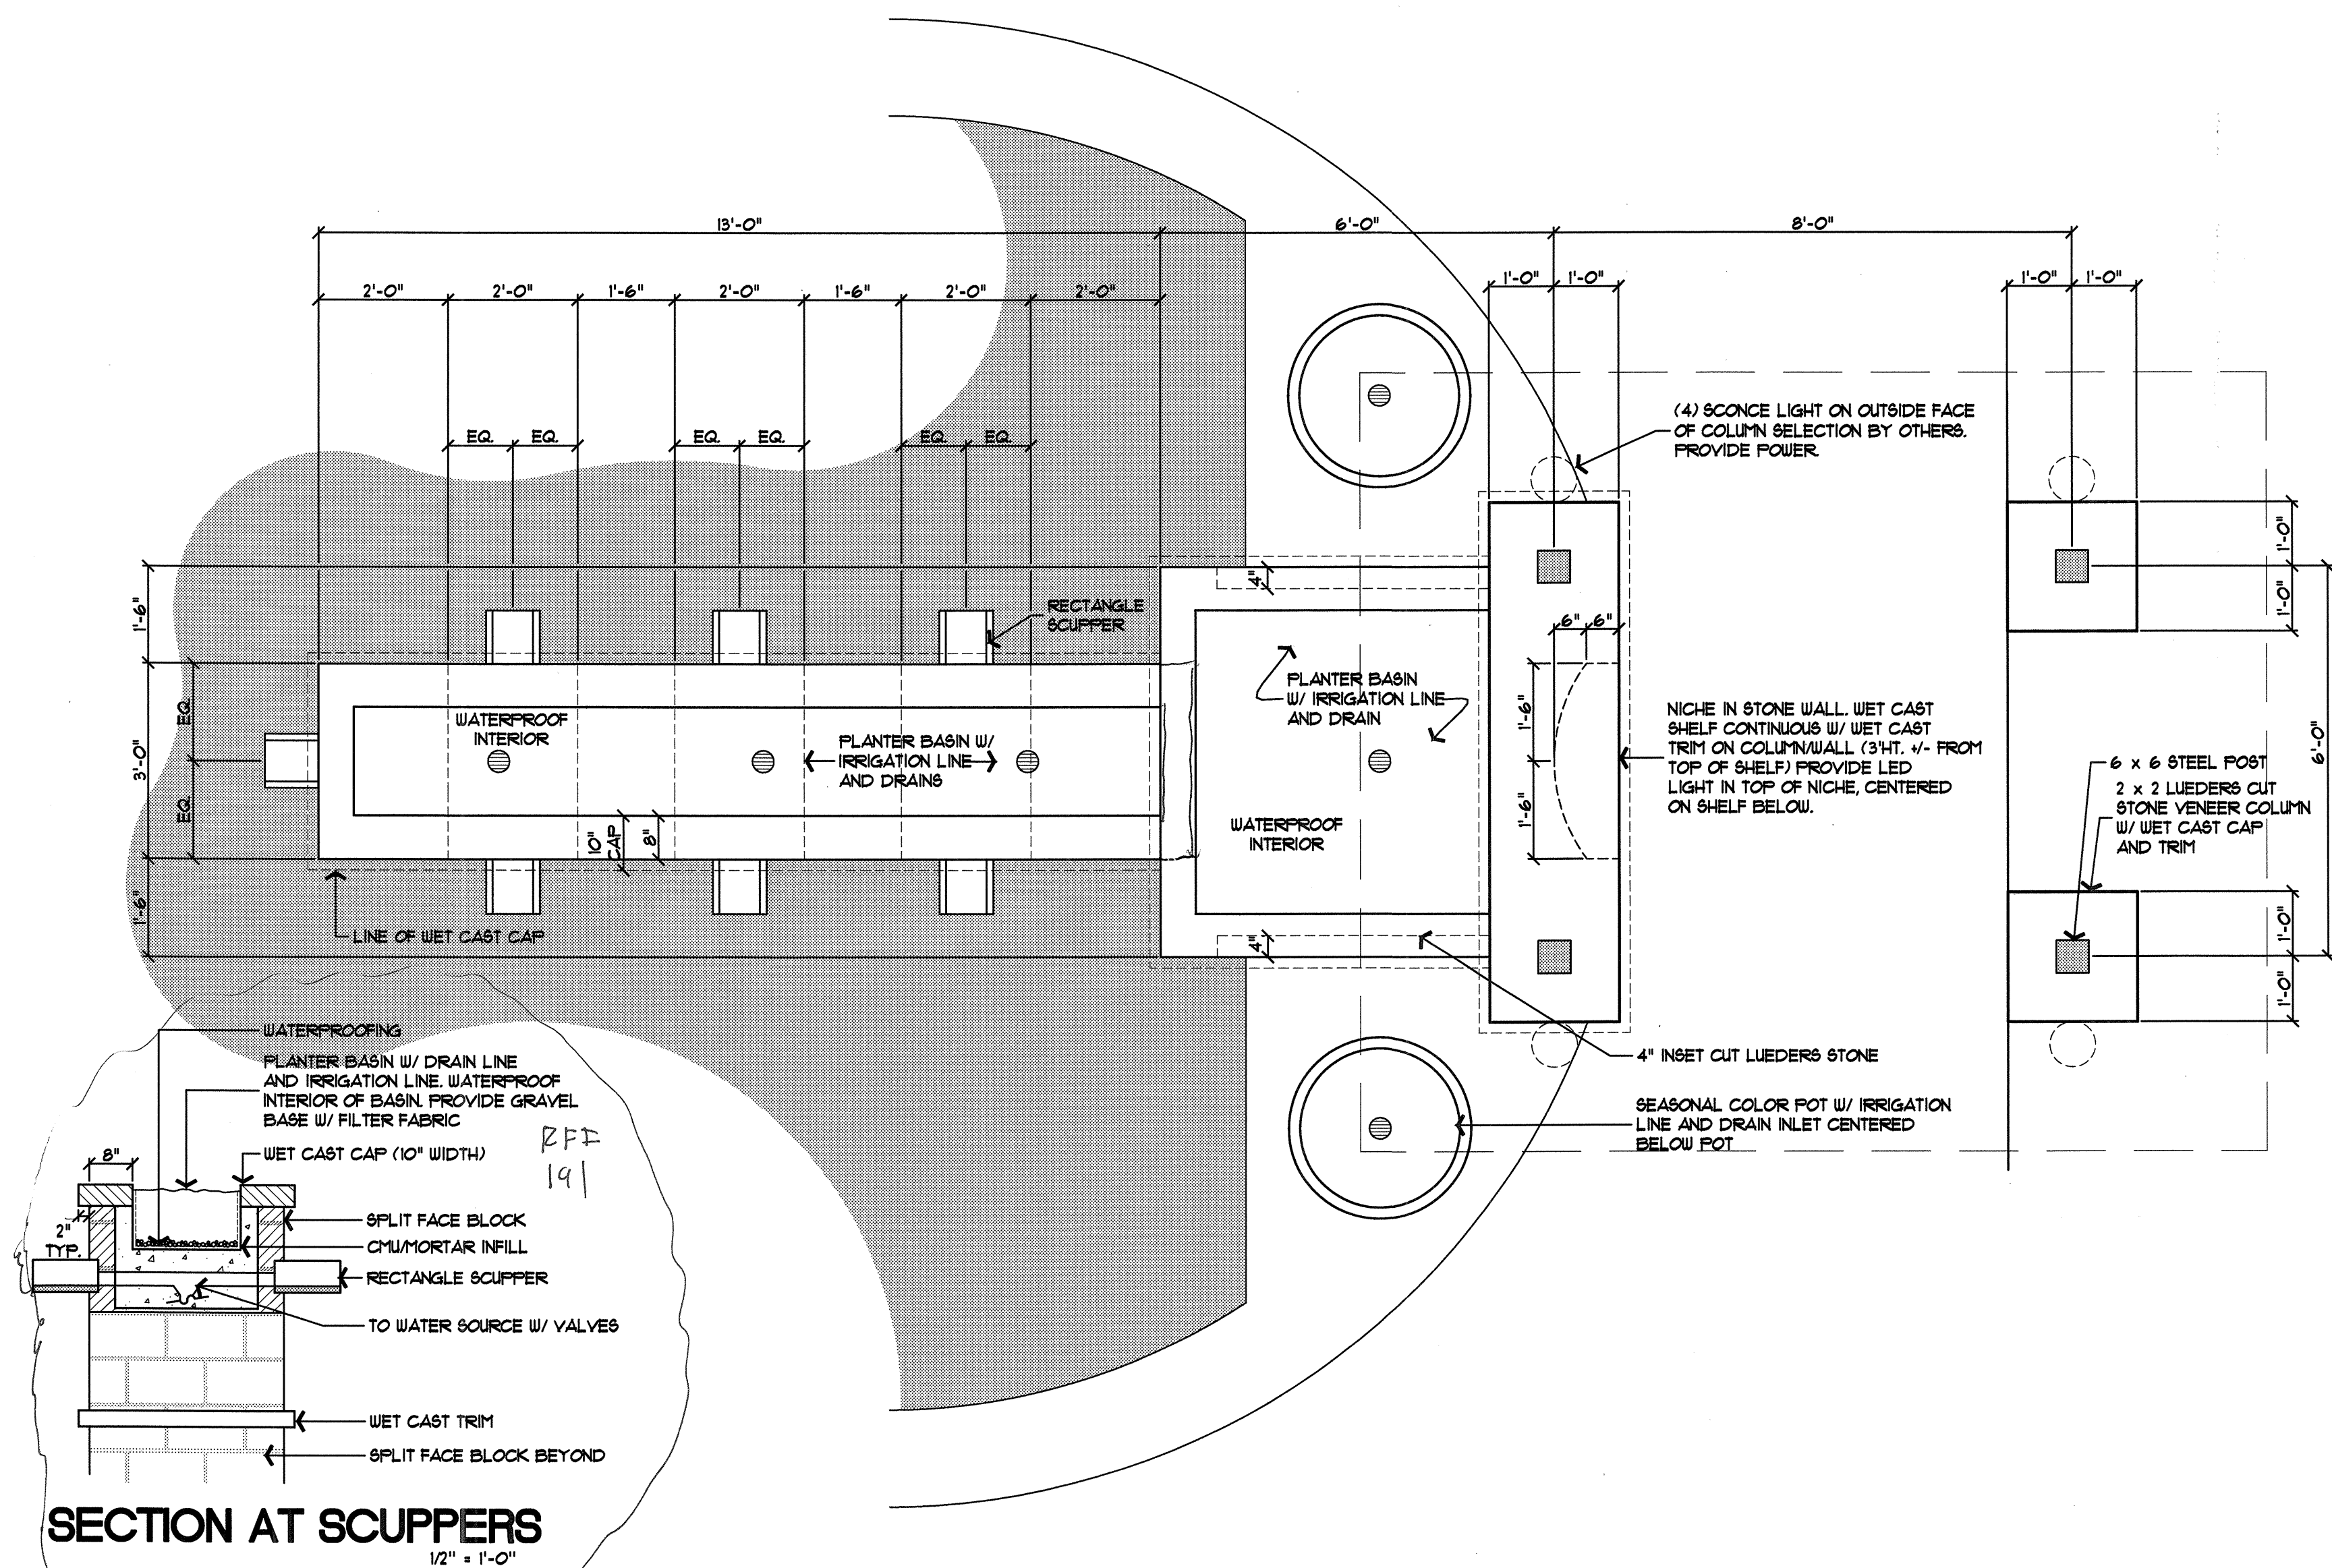 13'-0"
6'-0"
8'-0"
2'-0"
2'-0"
1'-6"
2'-0"
1'-6"
2'-0"
2'-0"
1'-0"
1'-0"
1'-0"
1'-0"
EQ.
EQ.
EQ.
EQ.
EQ.
EQ.
(4) SCONCE LIGHT ON OUTSIDE FACE
OF COLUMN SELECTION BY OTHERS.
PROVIDE POWER
1'-0"
1'-0"
1'-6"
3'-0"
1'-6"
EQ.
EQ.
4"
RECTANGLE
SCUPPER
6"
6"
1'-6"
1'-6"
WATERPROOF
INTERIOR
PLANTER BASIN W/
IRRIGATION LINE
AND DRAINS
PLANTER BASIN
W/ IRRIGATION LINE
AND DRAIN
WATERPROOF
INTERIOR
NICHE IN STONE WALL. WET CAST
SHELF CONTINUOUS W/ WET CAST
TRIM ON COLUMN/WALL (3'HT. +/- FROM
TOP OF SHELF) PROVIDE LED
LIGHT IN TOP OF NICHE, CENTERED
ON SHELF BELOW.
6'-0"
6 x 6 STEEL POST
2 x 2 LUEDERS CUT
STONE VENEER COLUMN
W/ WET CAST CAP
AND TRIM
10"
CAP
8"
4"
1'-0"
1'-0"
LINE OF WET CAST CAP
4" INSET CUT LUEDERS STONE
SEASONAL COLOR POT W/ IRRIGATION
LINE AND DRAIN INLET CENTERED
BELOW POT
WATERPROOFING
PLANTER BASIN W/ DRAIN LINE
AND IRRIGATION LINE. WATERPROOF
INTERIOR OF BASIN. PROVIDE GRAVEL
BASE W/ FILTER FABRIC
RFI
191
8"
WET CAST CAP (10" WIDTH)
2"
TYP.
SPLIT FACE BLOCK
CMU/MORTAR INFILL
RECTANGLE SCUPPER
TO WATER SOURCE W/ VALVES
WET CAST TRIM
SPLIT FACE BLOCK BEYOND
SECTION AT SCUPPERS
1/2" = 1'-0"